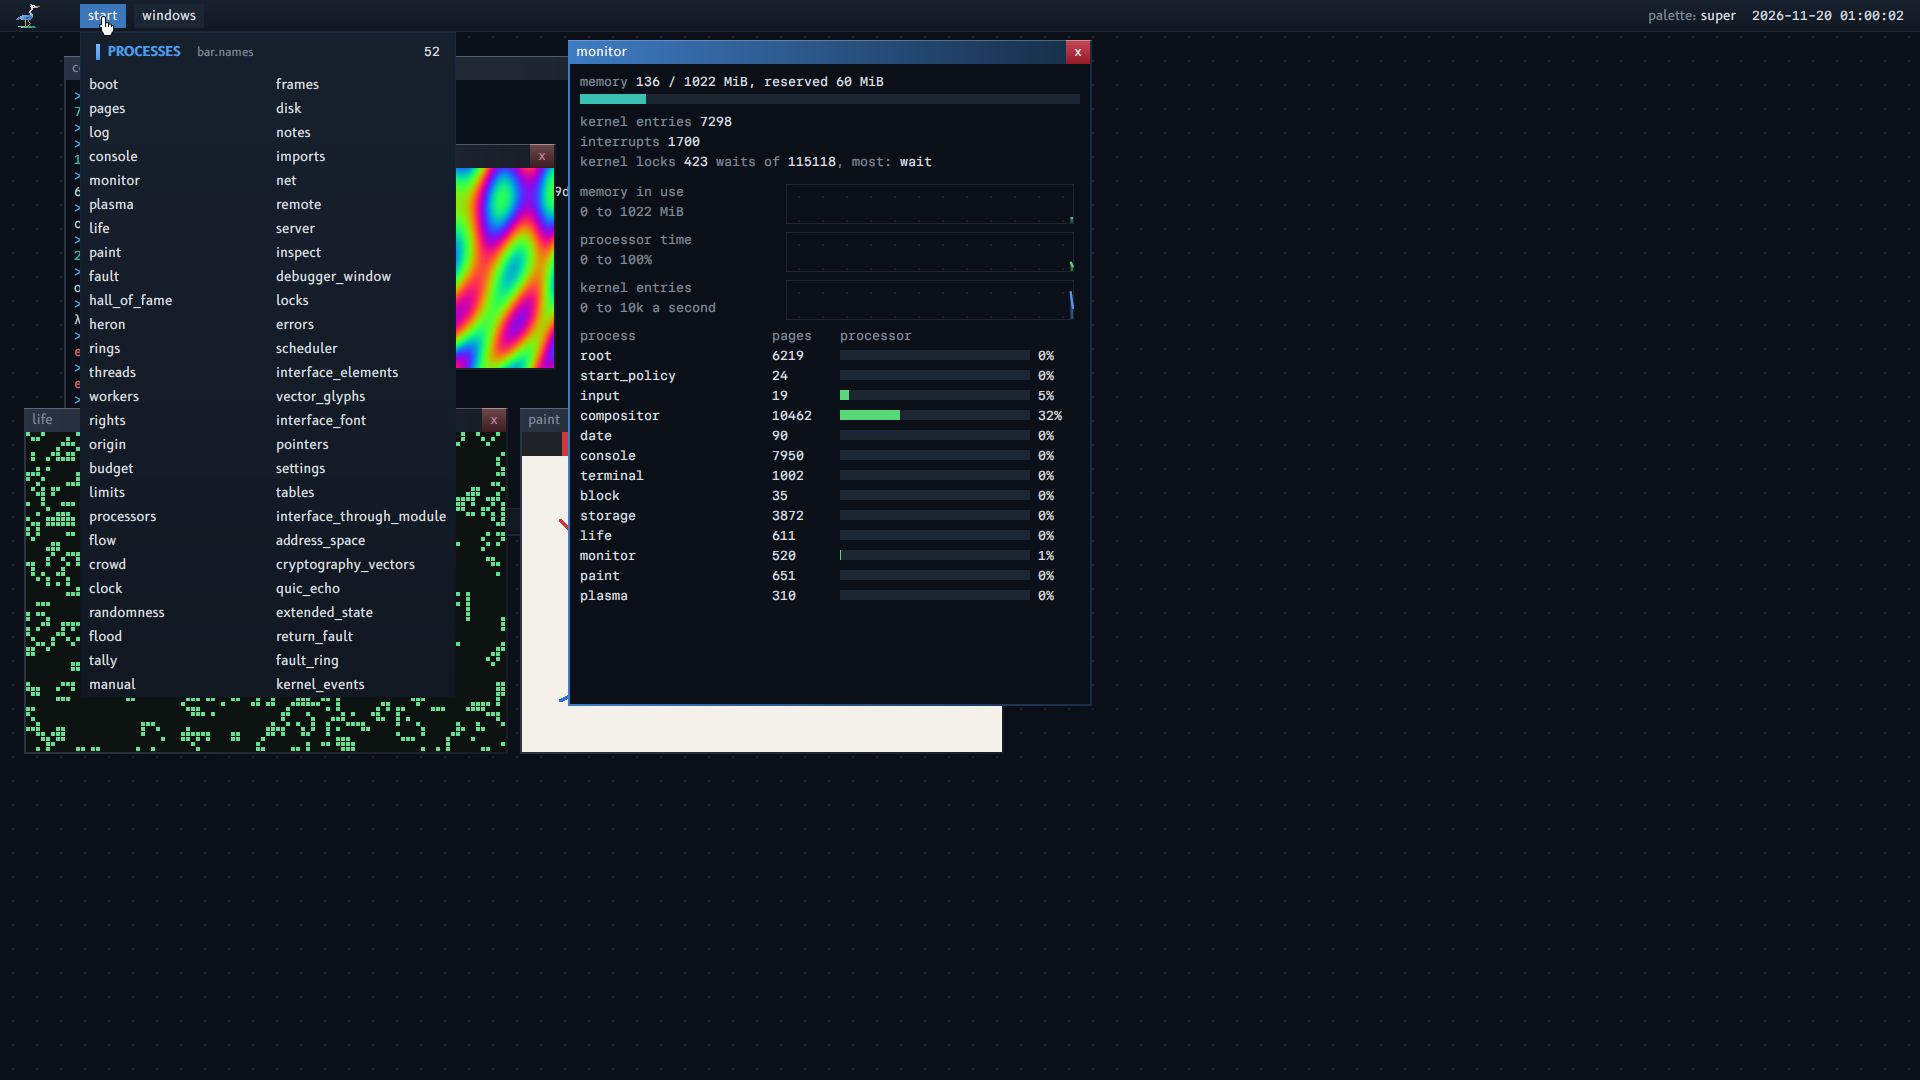 start windows palette: super 2026-11-20 01:00:02
PROCESSES bar.names 52
boot frames
pages disk
log notes
console imports
monitor net
plasma remote
life server
paint inspect
fault debugger_window
hall_of_fame locks
heron errors
rings scheduler
threads interface_elements
workers vector_glyphs
rights interface_font
origin pointers
budget settings
limits tables
processors interface_through_module
flow address_space
crowd cryptography_vectors
clock quic_echo
randomness extended_state
flood return_fault
tally fault_ring
manual kernel_events
x
9d
life x
paint
monitor x
memory 136 / 1022 MiB, reserved 60 MiB
kernel entries 7298
interrupts 1700
kernel locks 423 waits of 115118, most: wait
memory in use
0 to 1022 MiB
processor time
0 to 100%
kernel entries
0 to 10k a second
process pages processor
root 6219 0%
start_policy 24 0%
input 19 5%
compositor 10462 32%
date 90 0%
console 7950 0%
terminal 1002 0%
block 35 0%
storage 3872 0%
life 611 0%
monitor 520 1%
paint 651 0%
plasma 310 0%